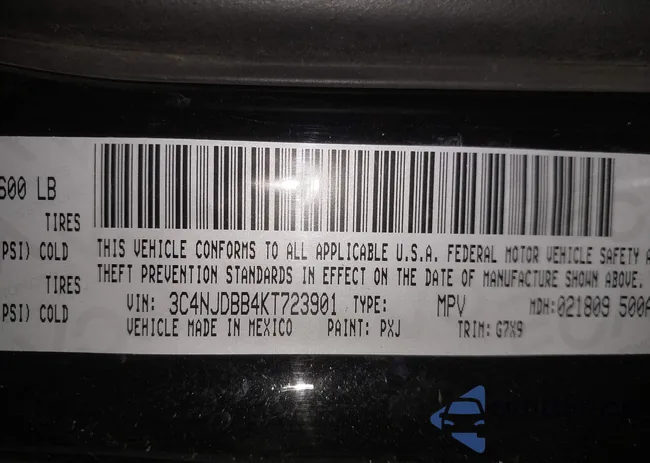 600 LB
TIRES
PSI) COLD
TIRES
PSI) COLD
THIS VEHICLE CONFORMS TO ALL APPLICABLE U.S.A. FEDERAL MOTOR VEHICLE SAFETY
THEFT PREVENTION STANDARDS IN EFFECT ON THE DATE OF MANUFACTURE SHOWN ABOVE.
VIN: 3C4NJDBB4KT723901 TYPE: MPV MDH:021809 500A
VEHICLE MADE IN MEXICO PAINT: PXJ TRIM: G7X9